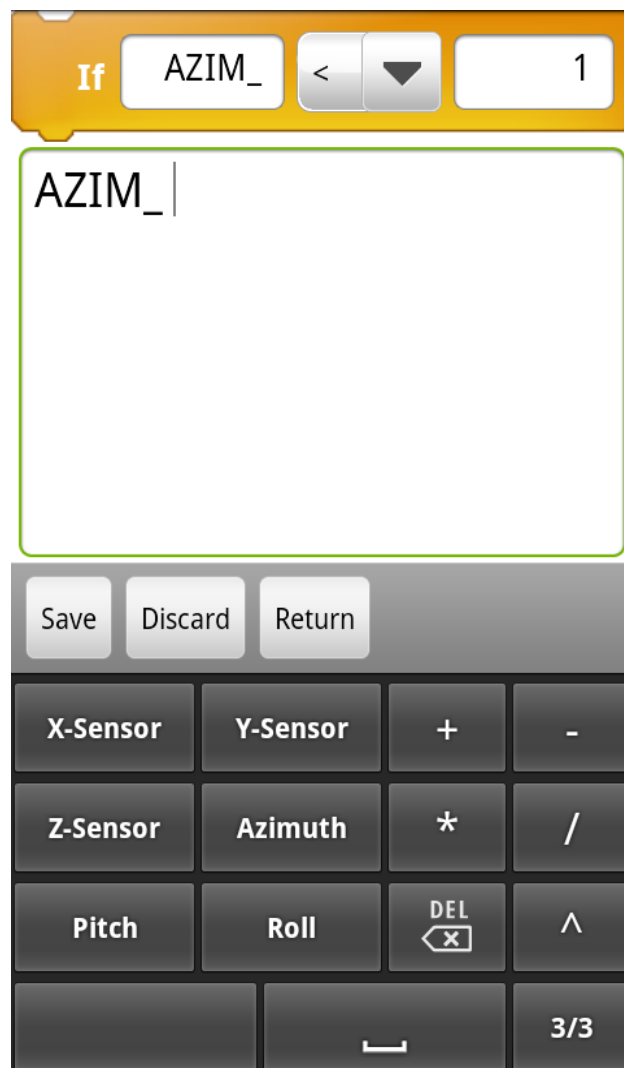 If AZIM_ < 1
AZIM_
Save Discard Return
X-Sensor Y-Sensor + -
Z-Sensor Azimuth * /
Pitch Roll DEL ^
3/3